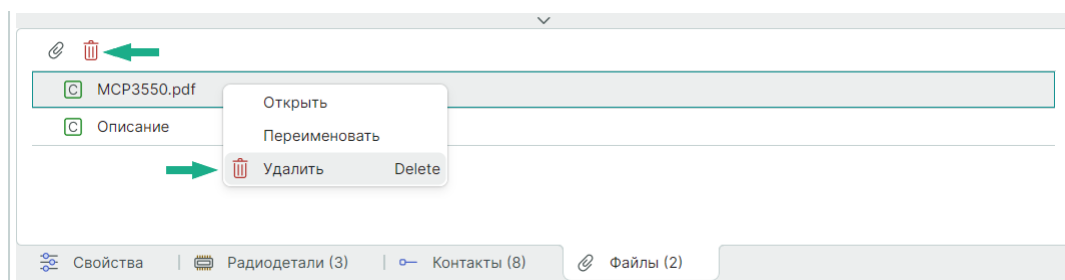 C MCP3550.pdf
Открыть
C Описание
Переименовать
Удалить Delete
Свойства Радиодетали (3) Контакты (8) Файлы (2)